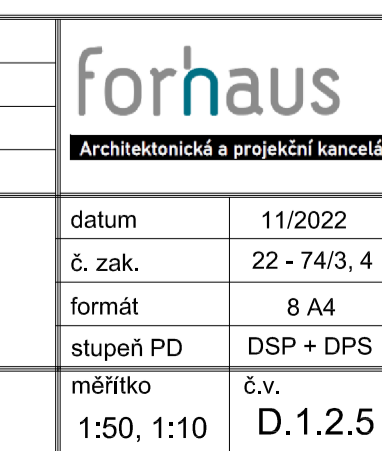 forhaus
Architektonická a projekční kancelá
datum 11/2022
č. zak. 22 - 74/3, 4
formát 8 A4
stupeň PD DSP + DPS
měřítko č.v.
1:50, 1:10 D.1.2.5